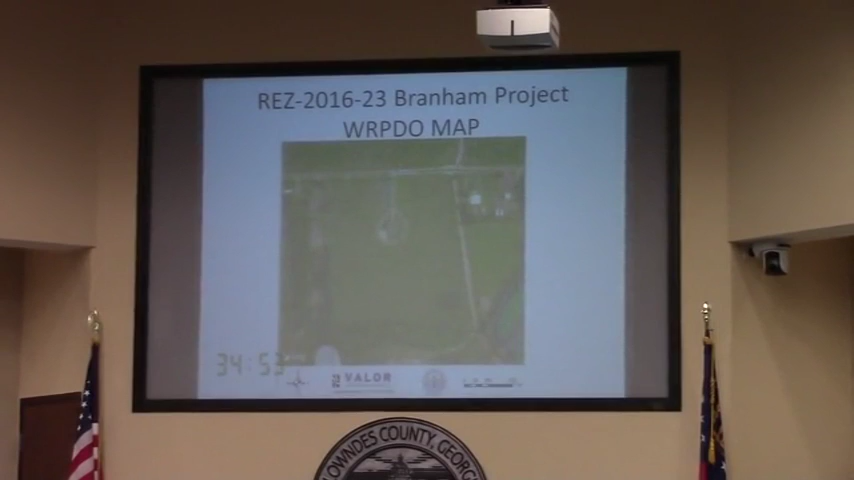 REZ-2016-23 Branham Project
WRPDO MAP
34:53
VALOR
LOWNDES COUNTY, GEORG